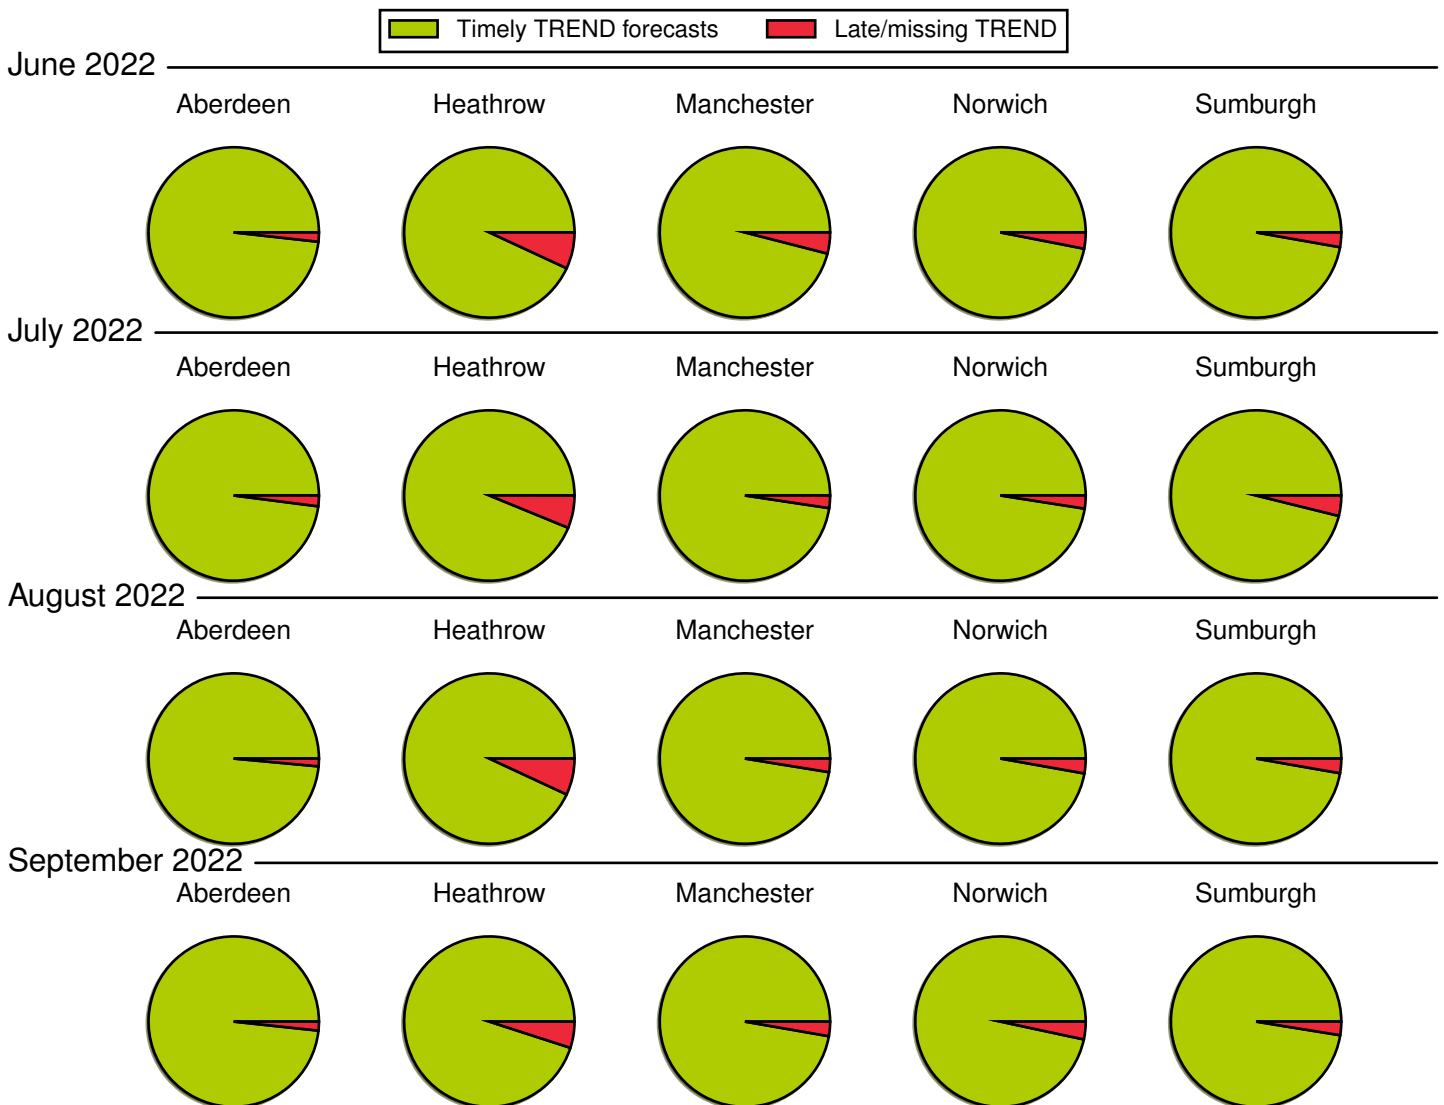 Timely TREND forecasts Late/missing TREND
June 2022
Aberdeen Heathrow Manchester Norwich Sumburgh
July 2022
Aberdeen Heathrow Manchester Norwich Sumburgh
August 2022
Aberdeen Heathrow Manchester Norwich Sumburgh
September 2022
Aberdeen Heathrow Manchester Norwich Sumburgh